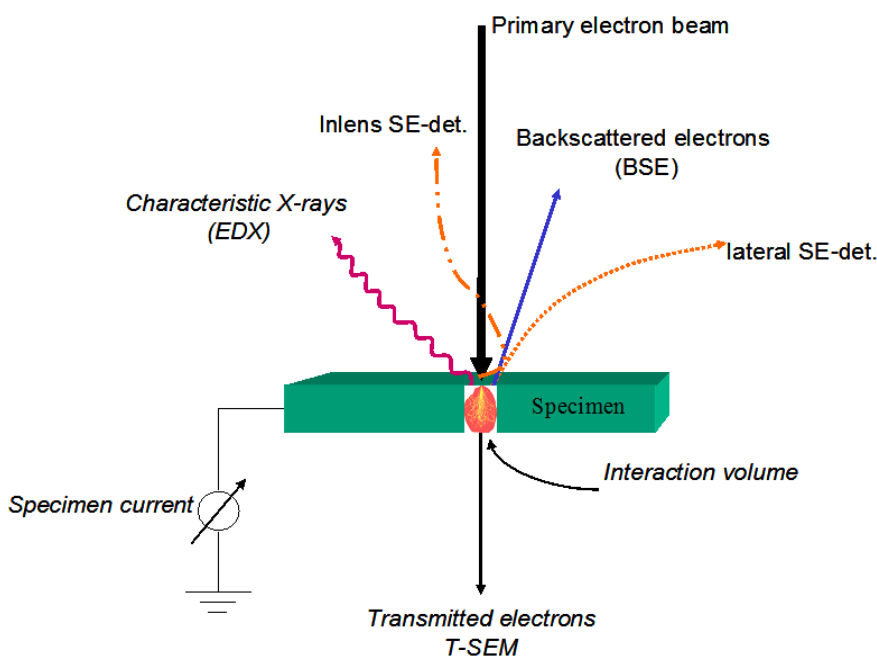 Primary electron beam
Inlens SE-det.
Backscattered electrons
(BSE)
Characteristic X-rays
(EDX)
lateral SE-det.
Specimen
Interaction volume
Specimen current
Transmitted electrons
T-SEM